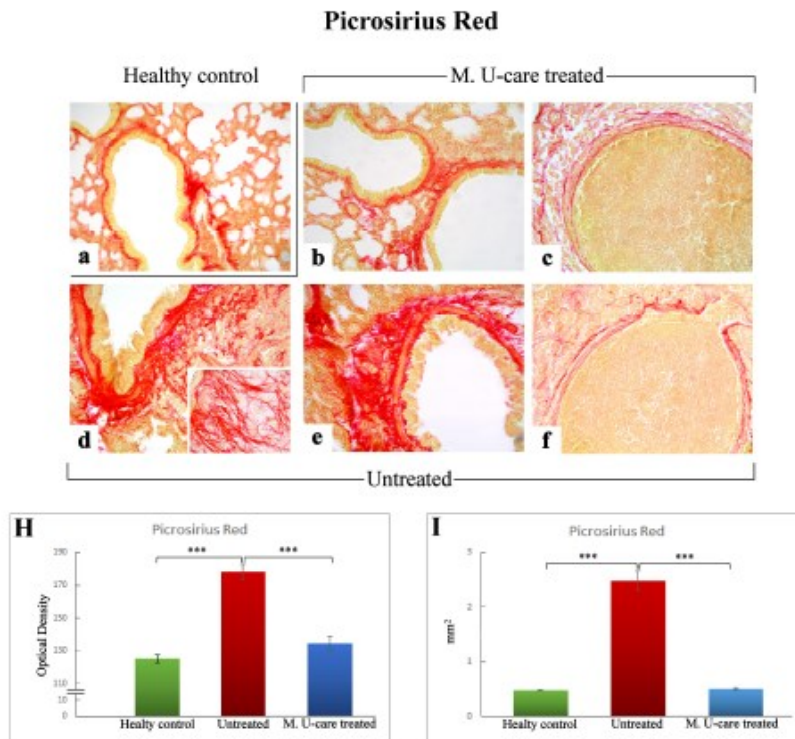 Picrosirius Red
Healthy control
M. U-care treated
a
b
c
d
e
f
Untreated
H
Picrosirius Red
***
***
Optical Density
190
170
150
130
110
10
0
Healty control
Untreated
M. U-care treated
I
Picrosirius Red
***
***
mm²
3
2
1
0
Healty control
Untreated
M. U-care treated